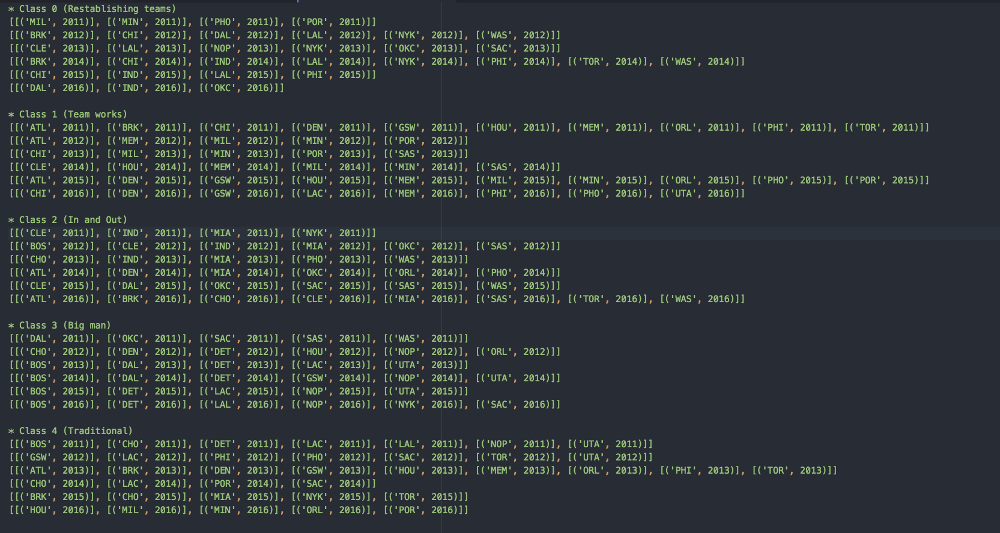 * Class 0 (Restablishing teams)
[[('MIL', 2011)], [('MIN', 2011)], [('PHO', 2011)], [('POR', 2011)]]
[[('BRK', 2012)], [('CHI', 2012)], [('DAL', 2012)], [('LAL', 2012)], [('NYK', 2012)], [('WAS', 2012)]]
[[('CLE', 2013)], [('LAL', 2013)], [('NOP', 2013)], [('NYK', 2013)], [('OKC', 2013)], [('SAC', 2013)]]
[[('BRK', 2014)], [('CHI', 2014)], [('IND', 2014)], [('LAL', 2014)], [('NYK', 2014)], [('PHI', 2014)], [('TOR', 2014)], [('WAS', 2014)]]
[[('CHI', 2015)], [('IND', 2015)], [('LAL', 2015)], [('PHI', 2015)]]
[[('DAL', 2016)], [('IND', 2016)], [('OKC', 2016)]]
* Class 1 (Team works)
[[('ATL', 2011)], [('BRK', 2011)], [('CHI', 2011)], [('DEN', 2011)], [('GSW', 2011)], [('HOU', 2011)], [('MEM', 2011)], [('ORL', 2011)], [('PHI', 2011)], [('TOR', 2011)]]
[[('ATL', 2012)], [('MEM', 2012)], [('MIL', 2012)], [('MIN', 2012)], [('POR', 2012)]]
[[('CHI', 2013)], [('MIL', 2013)], [('MIN', 2013)], [('POR', 2013)], [('SAS', 2013)]]
[[('CLE', 2014)], [('HOU', 2014)], [('MEM', 2014)], [('MIL', 2014)], [('MIN', 2014)], [('SAS', 2014)]]
[[('ATL', 2015)], [('DEN', 2015)], [('GSW', 2015)], [('HOU', 2015)], [('MEM', 2015)], [('MIL', 2015)], [('MIN', 2015)], [('ORL', 2015)], [('PHO', 2015)], [('POR', 2015)]]
[[('CHI', 2016)], [('DEN', 2016)], [('GSW', 2016)], [('LAC', 2016)], [('MEM', 2016)], [('PHI', 2016)], [('PHO', 2016)], [('UTA', 2016)]]
* Class 2 (In and Out)
[[('CLE', 2011)], [('IND', 2011)], [('MIA', 2011)], [('NYK', 2011)]]
[[('BOS', 2012)], [('CLE', 2012)], [('IND', 2012)], [('MIA', 2012)], [('OKC', 2012)], [('SAS', 2012)]]
[[('CHO', 2013)], [('IND', 2013)], [('MIA', 2013)], [('PHO', 2013)], [('WAS', 2013)]]
[[('ATL', 2014)], [('DEN', 2014)], [('MIA', 2014)], [('OKC', 2014)], [('ORL', 2014)], [('PHO', 2014)]]
[[('CLE', 2015)], [('DAL', 2015)], [('OKC', 2015)], [('SAC', 2015)], [('SAS', 2015)], [('WAS', 2015)]]
[[('ATL', 2016)], [('BRK', 2016)], [('CHO', 2016)], [('CLE', 2016)], [('MIA', 2016)], [('SAS', 2016)], [('TOR', 2016)], [('WAS', 2016)]]
* Class 3 (Big man)
[[('DAL', 2011)], [('OKC', 2011)], [('SAC', 2011)], [('SAS', 2011)], [('WAS', 2011)]]
[[('CHO', 2012)], [('DEN', 2012)], [('DET', 2012)], [('HOU', 2012)], [('NOP', 2012)], [('ORL', 2012)]]
[[('BOS', 2013)], [('DAL', 2013)], [('DET', 2013)], [('LAC', 2013)], [('UTA', 2013)]]
[[('BOS', 2014)], [('DAL', 2014)], [('DET', 2014)], [('GSW', 2014)], [('NOP', 2014)], [('UTA', 2014)]]
[[('BOS', 2015)], [('DET', 2015)], [('LAC', 2015)], [('NOP', 2015)], [('UTA', 2015)]]
[[('BOS', 2016)], [('DET', 2016)], [('LAL', 2016)], [('NOP', 2016)], [('NYK', 2016)], [('SAC', 2016)]]
* Class 4 (Traditional)
[[('BOS', 2011)], [('CHO', 2011)], [('DET', 2011)], [('LAC', 2011)], [('LAL', 2011)], [('NOP', 2011)], [('UTA', 2011)]]
[[('GSW', 2012)], [('LAC', 2012)], [('PHI', 2012)], [('PHO', 2012)], [('SAC', 2012)], [('TOR', 2012)], [('UTA', 2012)]]
[[('ATL', 2013)], [('BRK', 2013)], [('DEN', 2013)], [('GSW', 2013)], [('HOU', 2013)], [('MEM', 2013)], [('ORL', 2013)], [('PHI', 2013)], [('TOR', 2013)]]
[[('CHO', 2014)], [('LAC', 2014)], [('POR', 2014)], [('SAC', 2014)]]
[[('BRK', 2015)], [('CHO', 2015)], [('MIA', 2015)], [('NYK', 2015)], [('TOR', 2015)]]
[[('HOU', 2016)], [('MIL', 2016)], [('MIN', 2016)], [('ORL', 2016)], [('POR', 2016)]]